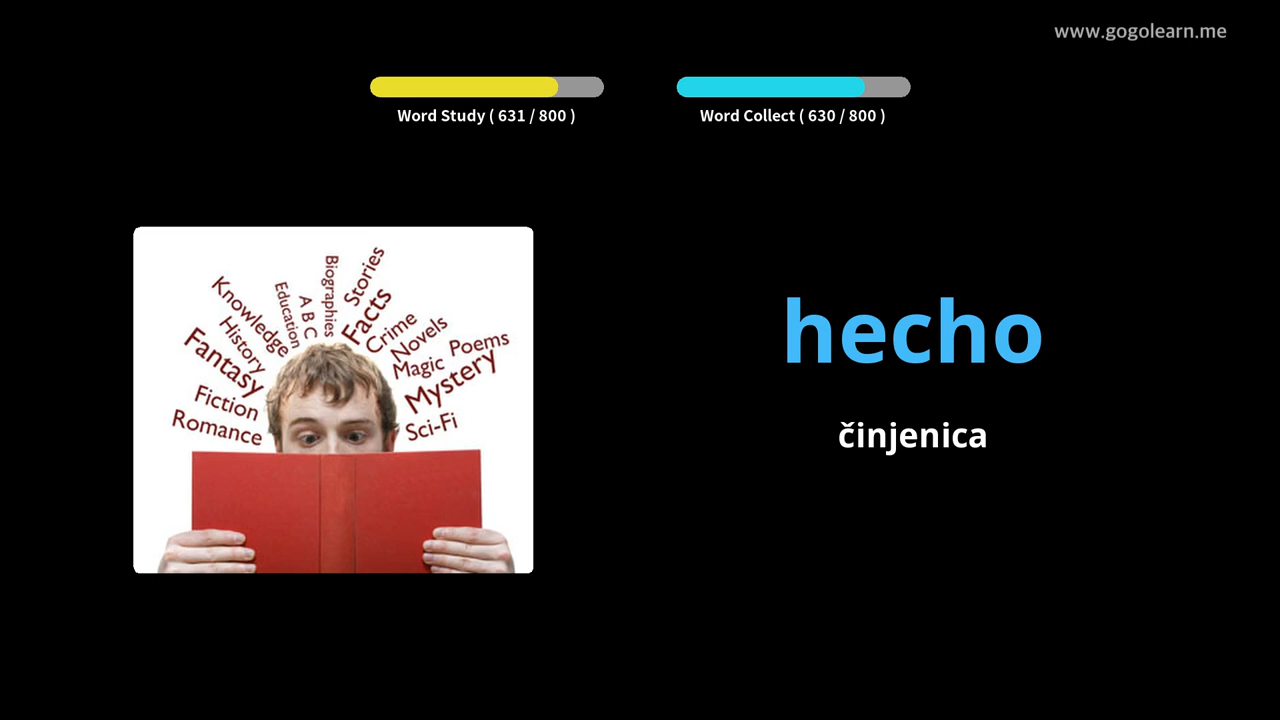 www.gogolearn.me
Word Study ( 631 / 800 )
Word Collect ( 630 / 800 )
Knowledge
History
Fantasy
Fiction
Romance
Education
A B C
Biographies
Stories
Facts
Crime
Novels
Magic
Poems
Mystery
Sci-Fi
hecho
činjenica